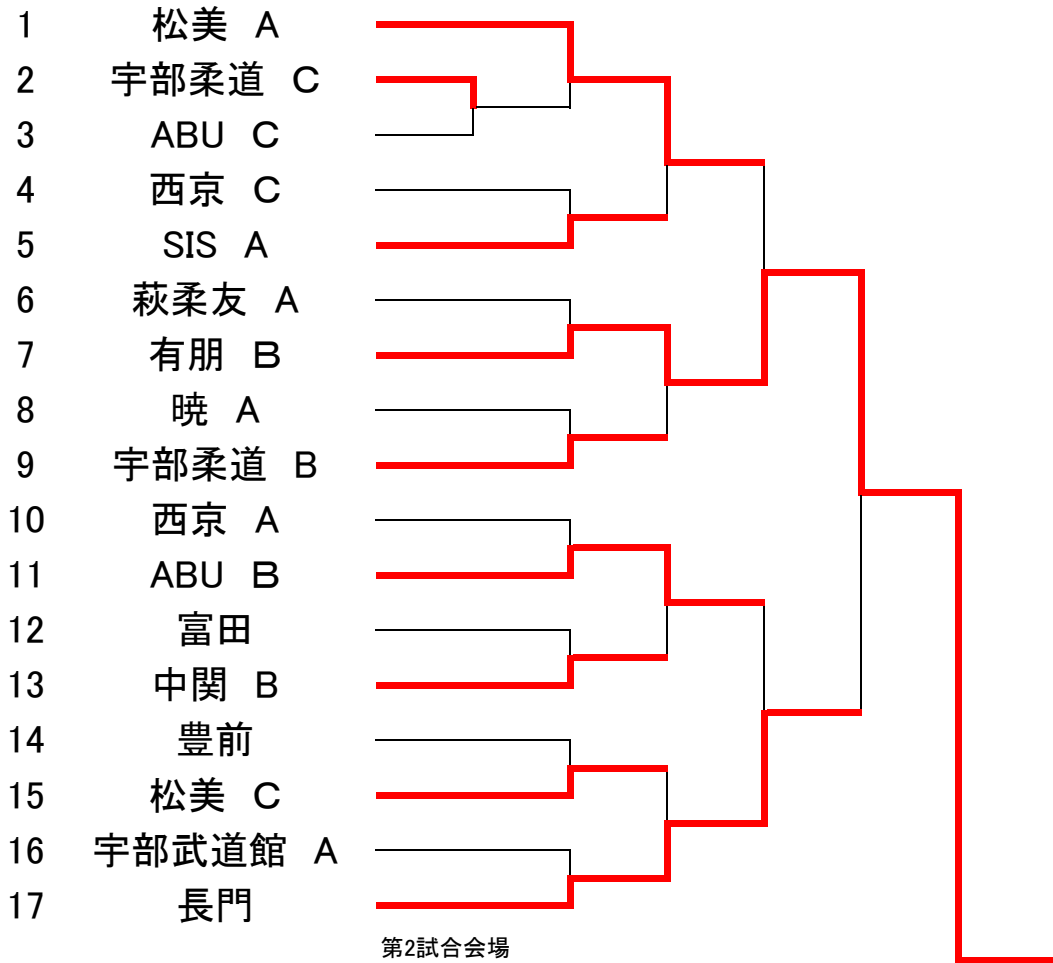 1 松美 A
2 宇部柔道 C
3 ABU C
4 西京 C
5 SIS A
6 萩柔友 A
7 有朋 B
8 暁 A
9 宇部柔道 B
10 西京 A
11 ABU B
12 富田
13 中関 B
14 豊前
15 松美 C
16 宇部武道館 A
17 長門
第2試合会場